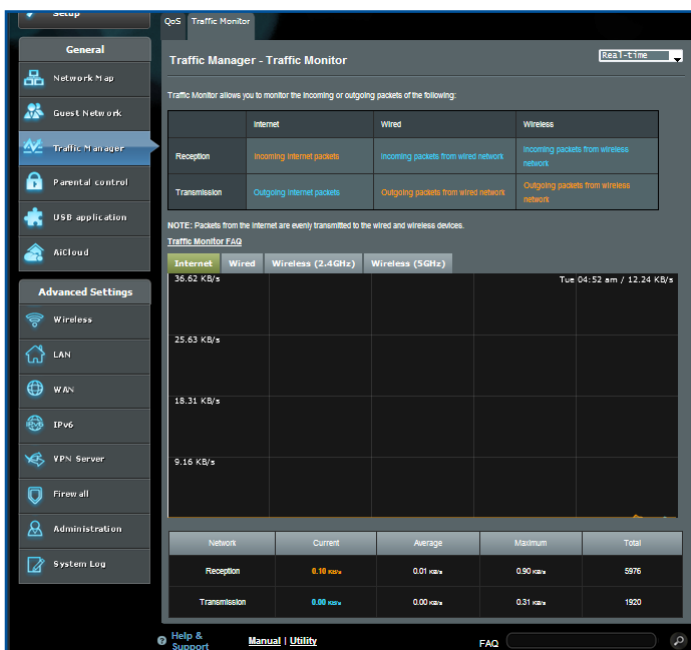 Setup
QoS Traffic Monitor
General
Network Map
Guest Network
Traffic Manager
Parental control
USB application
AiCloud
Advanced Settings
Wireless
LAN
WAN
IPv6
VPN Server
Firewall
Administration
System Log
Traffic Manager - Traffic Monitor
Real-time
Traffic Monitor allows you to monitor the incoming or outgoing packets of the following:
Internet Wired Wireless
Reception Incoming Internet packets Incoming packets from wired network Incoming packets from wireless
network
Transmission Outgoing Internet packets Outgoing packets from wired network Outgoing packets from wireless
network
NOTE: Packets from the Internet are evenly transmitted to the wired and wireless devices.
Traffic Monitor FAQ
Internet Wired Wireless (2.4GHz) Wireless (5GHz)
36.62 KB/s Tue 04:52 am / 12.24 KB/s
25.63 KB/s
18.31 KB/s
9.16 KB/s
Network Current Average Maximum Total
Reception 0.10 KB/s 0.01 KB/s 0.90 KB/s 5976
Transmission 0.00 KB/s 0.00 KB/s 0.31 KB/s 1920
Help &
Support Manual | Utility FAQ